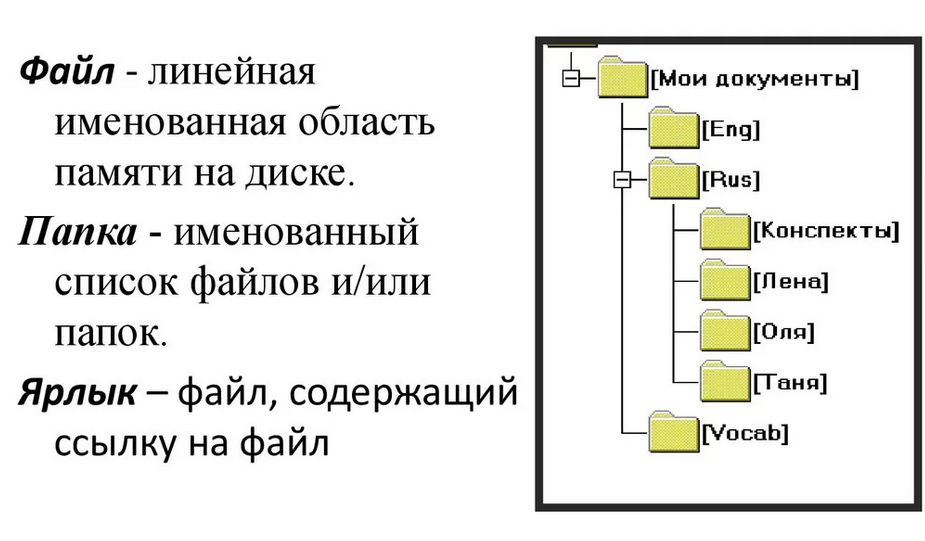 Файл - линейная
именованная область
памяти на диске.
Папка - именованный
список файлов и/или
папок.
Ярлык – файл, содержащий
ссылку на файл
[Мои документы]
[Eng]
[Rus]
[Конспекты]
[Лена]
[Оля]
[Таня]
[Vocab]